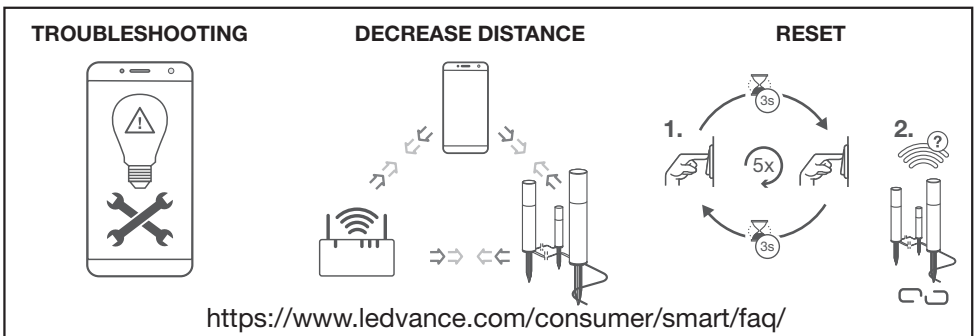 TROUBLESHOOTING
DECREASE DISTANCE
RESET
!
3s
1.
5x
3s
2.
?
https://www.ledvance.com/consumer/smart/faq/